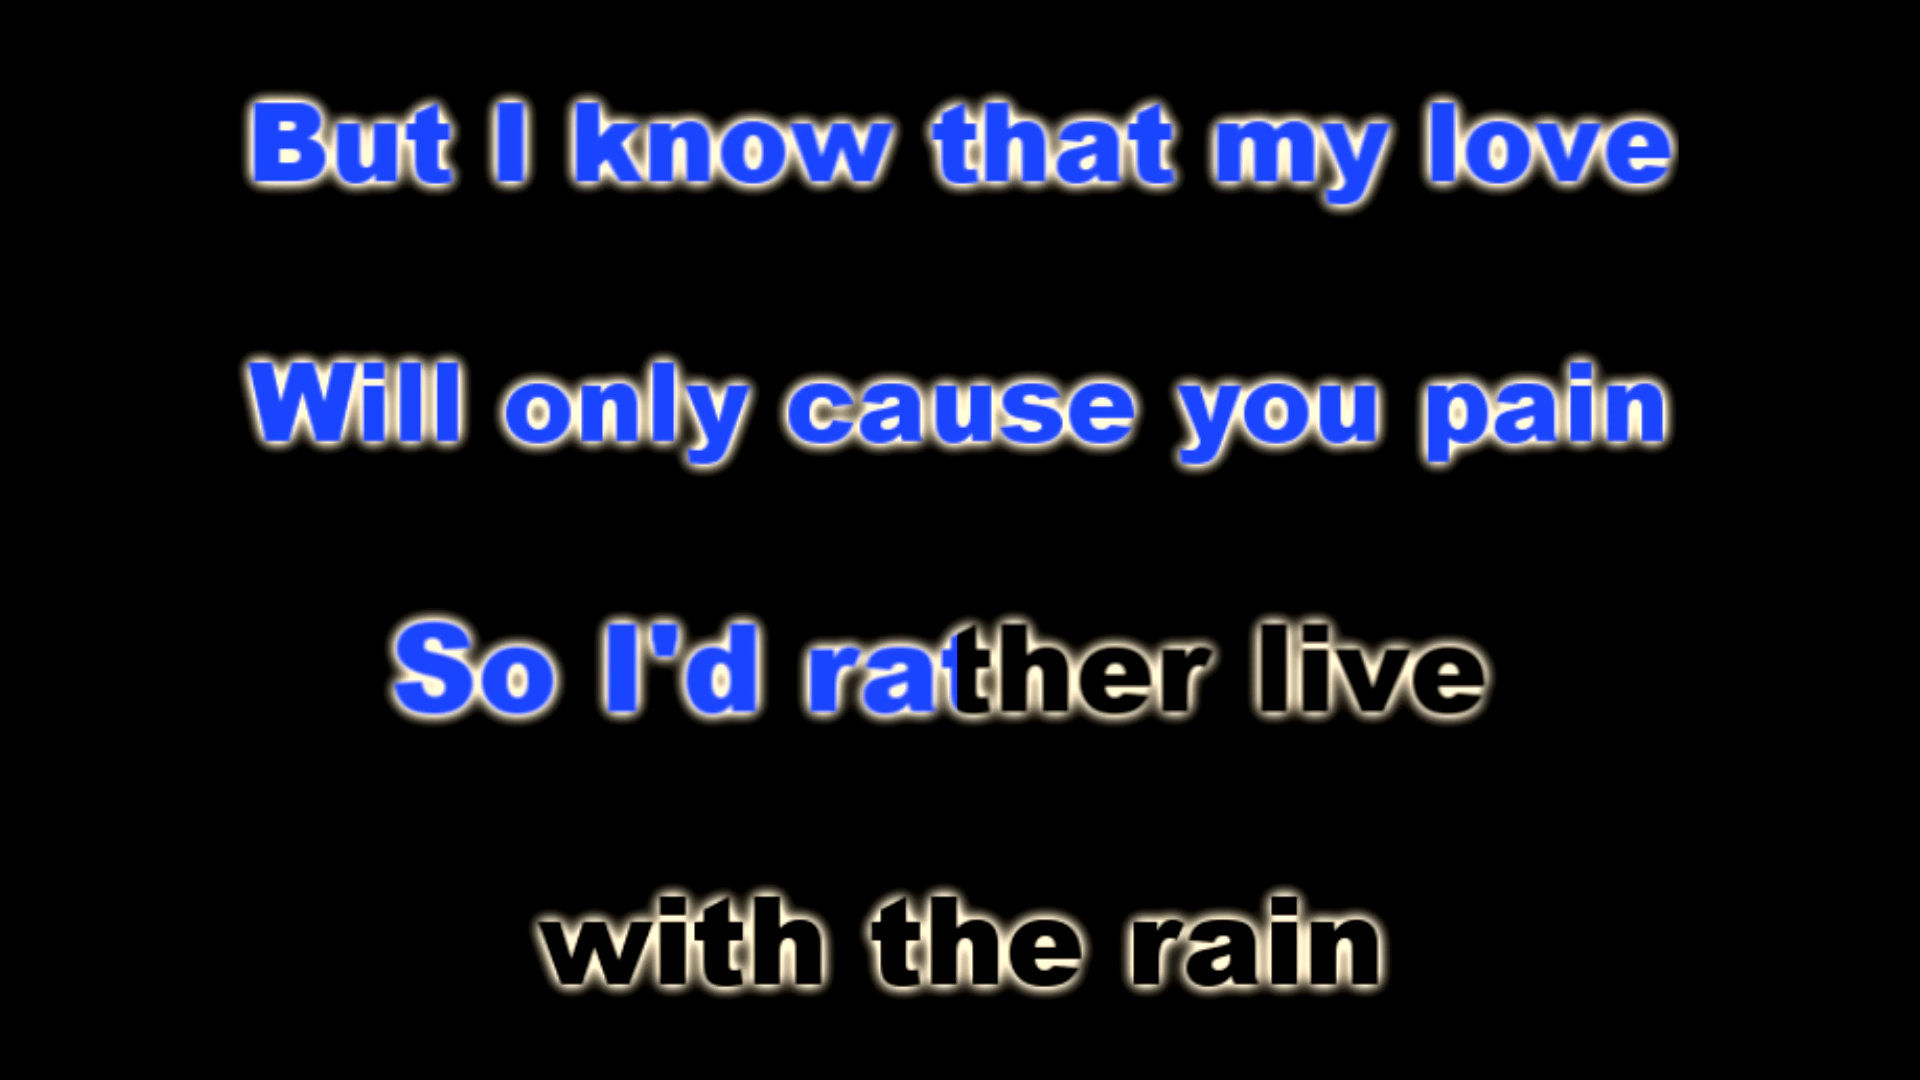 But I know that my love
Will only cause you pain
So I'd rather live
with the rain